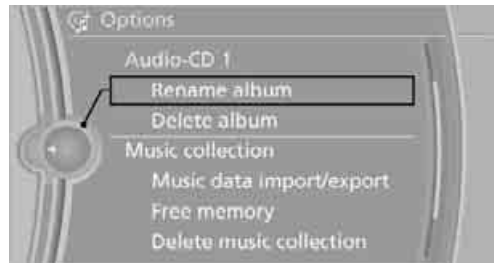 Options
Audio-CD 1
Rename album
Delete album
Music collection
Music data import/export
Free memory
Delete music collection